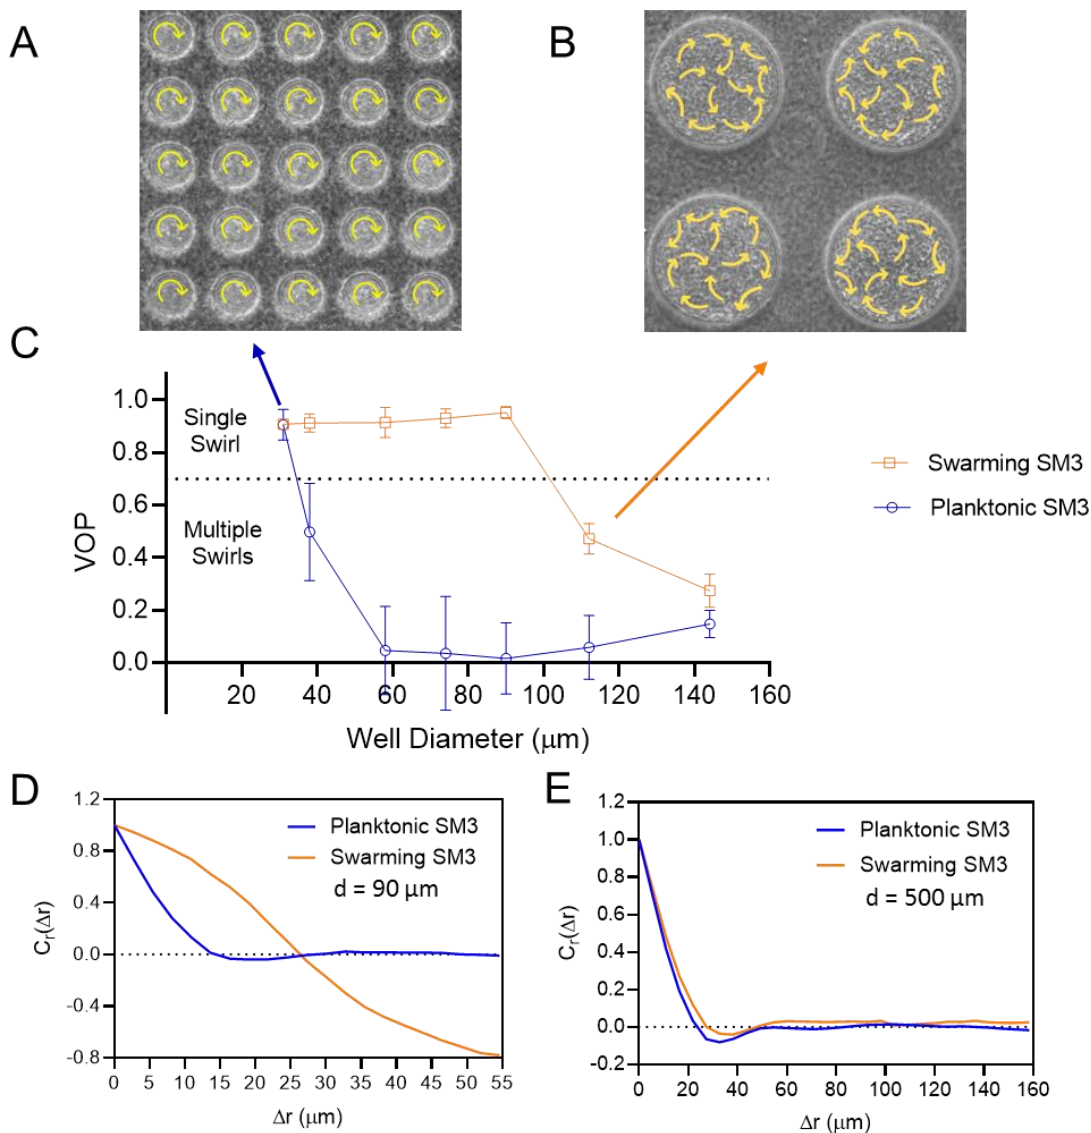 A
B
C
1.0
0.8
0.6
0.4
0.2
0.0
VOP
Single
Swirl
Multiple
Swirls
20 40 60 80 100 120 140 160
Well Diameter (μm)
Swarming SM3
Planktonic SM3
D
1.2
0.8
0.4
0.0
-0.4
-0.8
Cᵣ(Δr)
Planktonic SM3
Swarming SM3
d = 90 μm
0 5 10 15 20 25 30 35 40 45 50 55
Δr (μm)
E
1.2
1.0
0.8
0.6
0.4
0.2
0.0
-0.2
Cᵣ(Δr)
Planktonic SM3
Swarming SM3
d = 500 μm
0 20 40 60 80 100 120 140 160
Δr (μm)